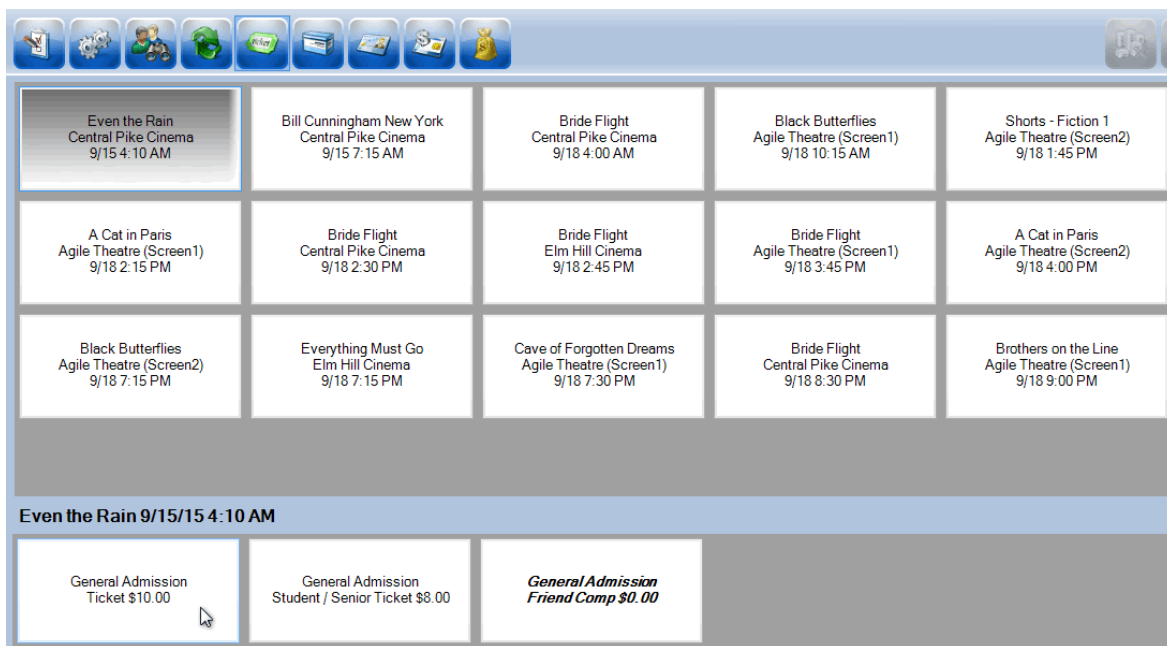 ticket
Even the Rain
Central Pike Cinema
9/15 4:10 AM
Bill Cunningham New York
Central Pike Cinema
9/15 7:15 AM
Bride Flight
Central Pike Cinema
9/18 4:00 AM
Black Butterflies
Agile Theatre (Screen1)
9/18 10:15 AM
Shorts - Fiction 1
Agile Theatre (Screen2)
9/18 1:45 PM
A Cat in Paris
Agile Theatre (Screen1)
9/18 2:15 PM
Bride Flight
Central Pike Cinema
9/18 2:30 PM
Bride Flight
Elm Hill Cinema
9/18 2:45 PM
Bride Flight
Agile Theatre (Screen1)
9/18 3:45 PM
A Cat in Paris
Agile Theatre (Screen2)
9/18 4:00 PM
Black Butterflies
Agile Theatre (Screen2)
9/18 7:15 PM
Everything Must Go
Elm Hill Cinema
9/18 7:15 PM
Cave of Forgotten Dreams
Agile Theatre (Screen1)
9/18 7:30 PM
Bride Flight
Central Pike Cinema
9/18 8:30 PM
Brothers on the Line
Agile Theatre (Screen1)
9/18 9:00 PM
Even the Rain 9/15/15 4:10 AM
General Admission
Ticket $10.00
General Admission
Student / Senior Ticket $8.00
General Admission
Friend Comp $0.00